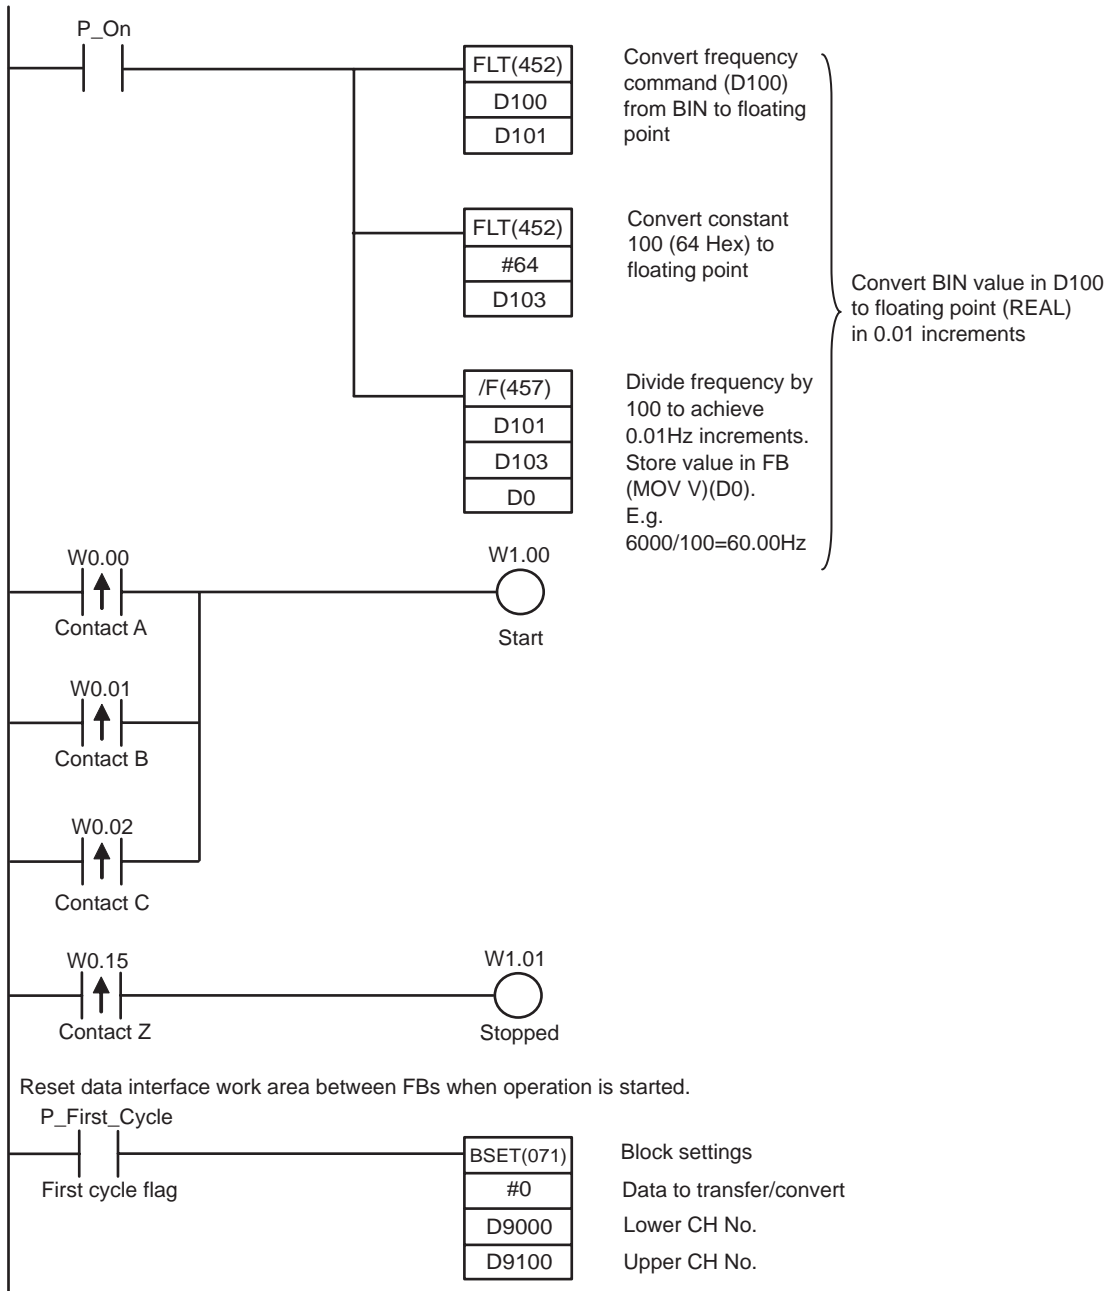 P_On
FLT(452)
D100
D101
Convert frequency
command (D100)
from BIN to floating
point
FLT(452)
#64
D103
Convert constant
100 (64 Hex) to
floating point
Convert BIN value in D100
to floating point (REAL)
in 0.01 increments
/F(457)
D101
D103
D0
Divide frequency by
100 to achieve
0.01Hz increments.
Store value in FB
(MOV V)(D0).
E.g.
6000/100=60.00Hz
W0.00
Contact A
W1.00
Start
W0.01
Contact B
W0.02
Contact C
W0.15
Contact Z
W1.01
Stopped
Reset data interface work area between FBs when operation is started.
P_First_Cycle
First cycle flag
BSET(071)
Block settings
#0
Data to transfer/convert
D9000
Lower CH No.
D9100
Upper CH No.